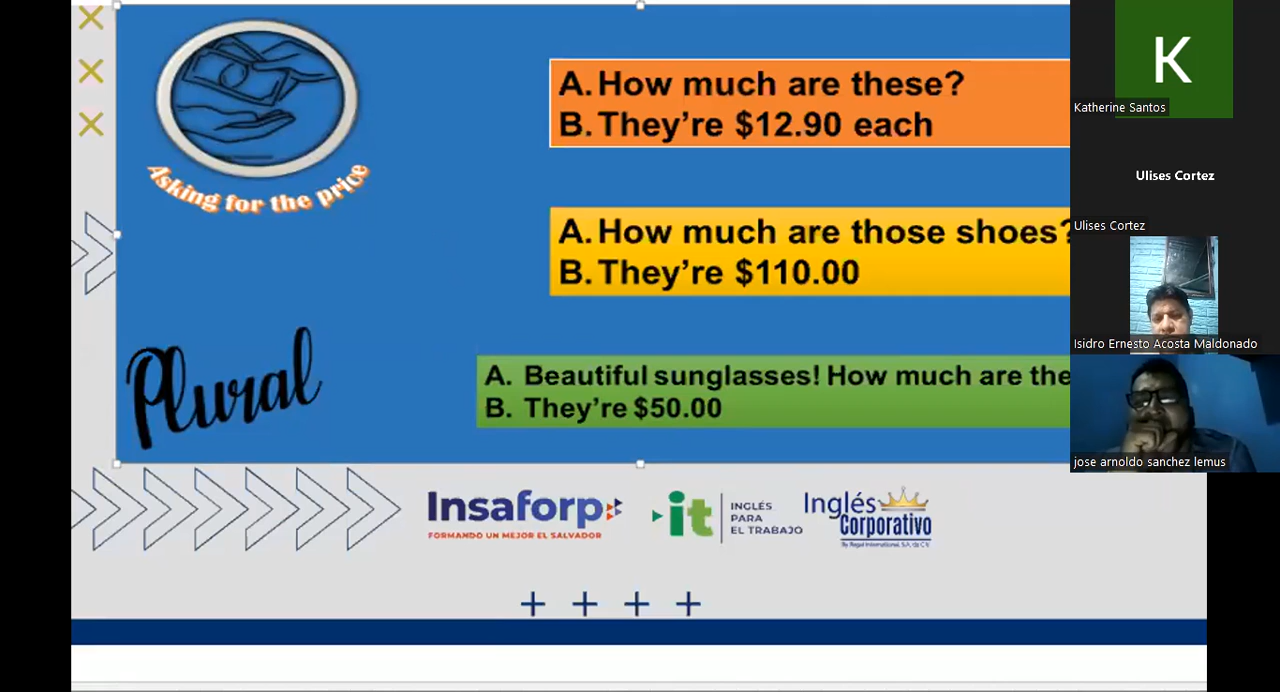 Asking for the price
A. How much are these?
B. They're $12.90 each
A. How much are those shoes?
B. They're $110.00
Plural
A. Beautiful sunglasses! How much are the
B. They're $50.00
Insaforp
FORMANDO UN MEJOR EL SALVADOR
it
INGLÉS
PARA
EL TRABAJO
Inglés
Corporativo
By Regal International, S.A. de C.V.
K
Katherine Santos
Ulises Cortez
Ulises Cortez
Isidro Ernesto Acosta Maldonado
jose arnoldo sanchez lemus